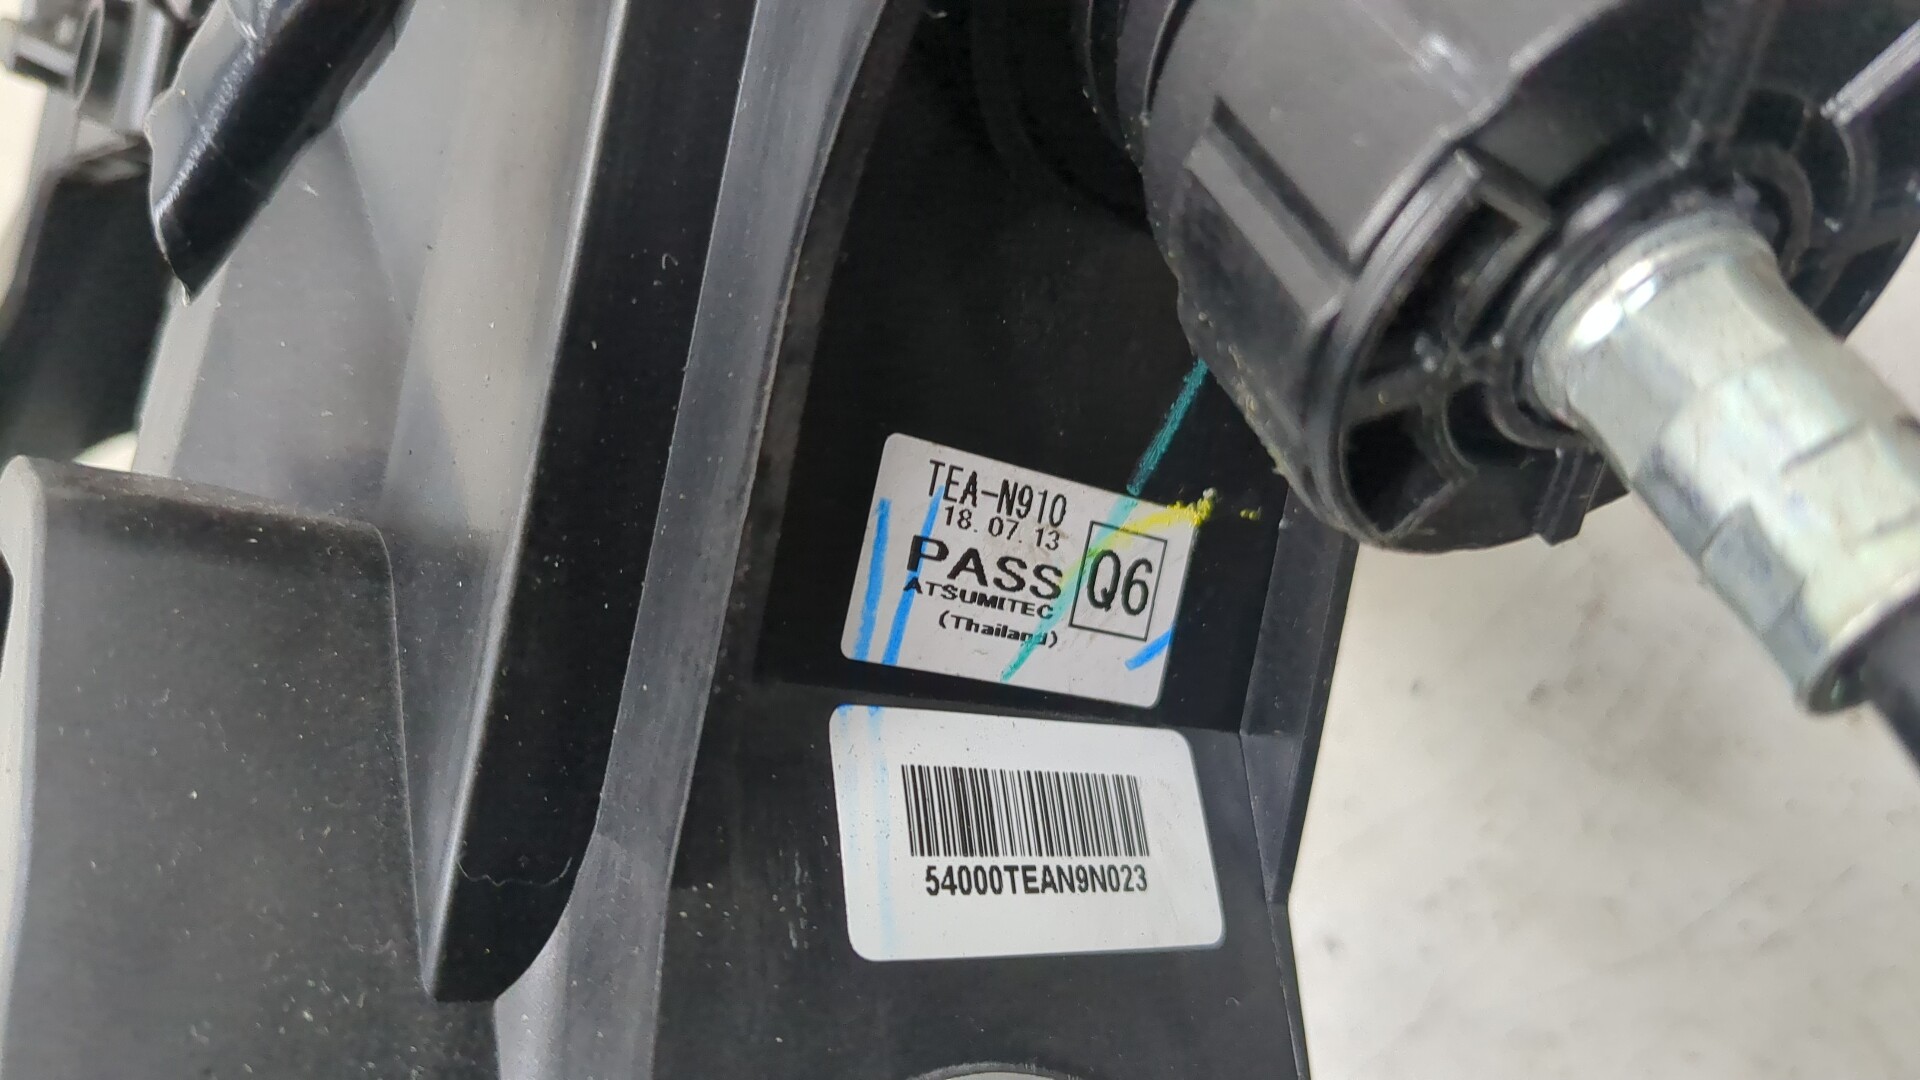 TEA-N910
18. 07. 13
PASS
ATSUMITEC
(Thailand)
Q6
54000TEAN9N023